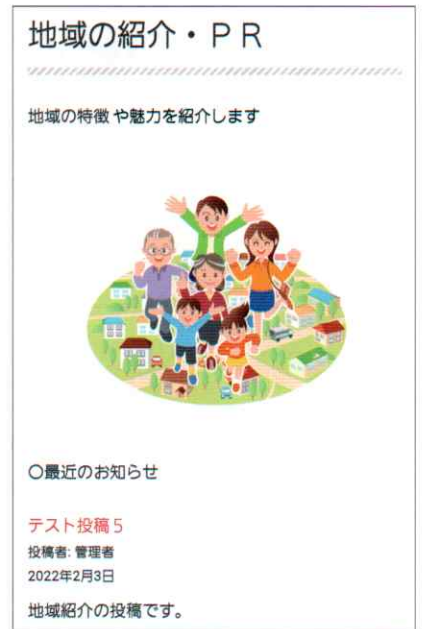 地域の紹介・ＰＲ
地域の特徴 や魅力を紹介します
〇最近のお知らせ
テスト投稿５
投稿者: 管理者
2022年2月3日
地域紹介の投稿です。